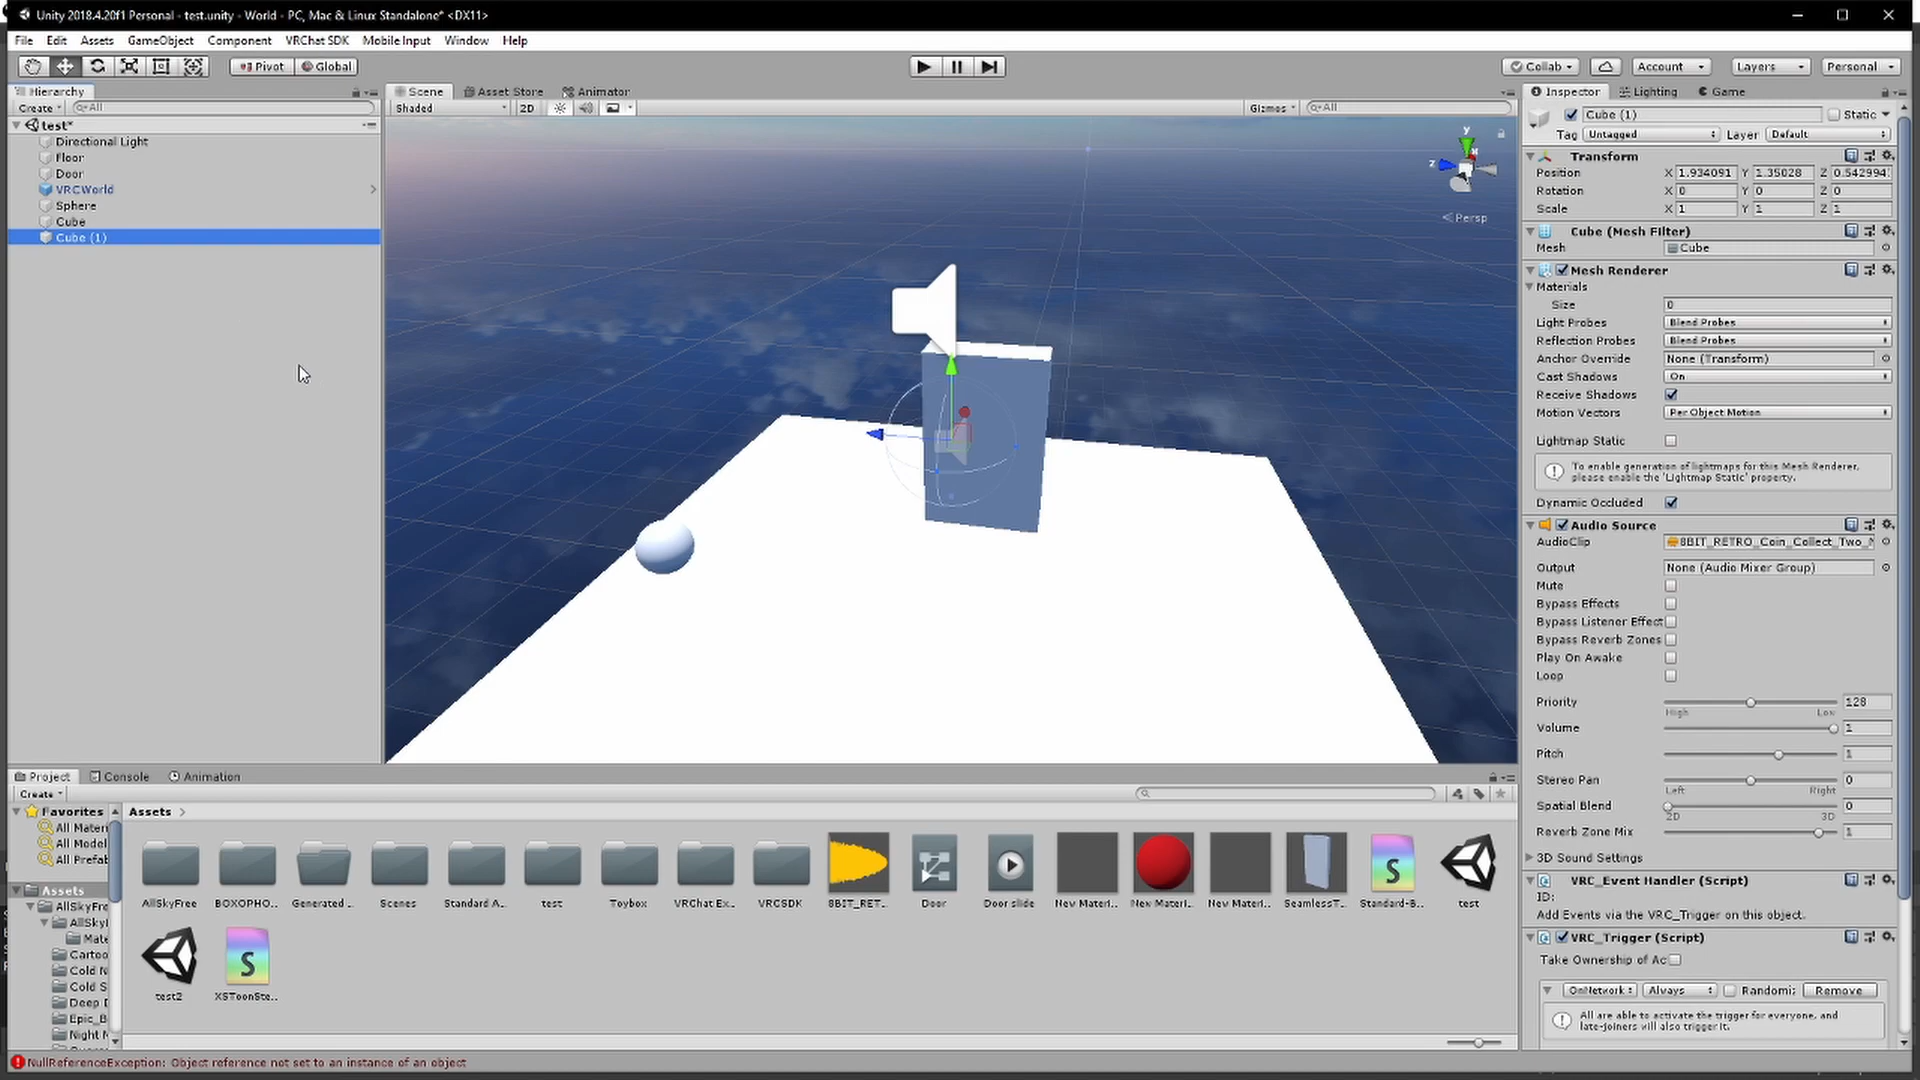 Unity 2018.4.20f1 Personal - test.unity - World - PC, Mac & Linux Standalone* <DX11>
File Edit Assets GameObject Component VRChat SDK Mobile Input Window Help
Pivot Global Collab Account Layers Personal
Hierarchy
Create All
test*
Directional Light
Floor
Door
VRCWorld
Sphere
Cube
Cube (1)
Scene Asset Store Animator
Shaded 2D Gizmos All
y
z
x
< Persp
Inspector Lighting Game
Cube (1) Static
Tag Untagged Layer Default
Transform
Position X 1.934091 Y 1.35028 Z 0.542994
Rotation X 0 Y 0 Z 0
Scale X 1 Y 1 Z 1
Cube (Mesh Filter)
Mesh Cube
Mesh Renderer
Materials
Size 0
Light Probes Blend Probes
Reflection Probes Blend Probes
Anchor Override None (Transform)
Cast Shadows On
Receive Shadows
Motion Vectors Per Object Motion
Lightmap Static
To enable generation of lightmaps for this Mesh Renderer,
please enable the 'Lightmap Static' property.
Dynamic Occluded
Audio Source
AudioClip 8BIT_RETRO_Coin_Collect_Two_N
Output None (Audio Mixer Group)
Mute
Bypass Effects
Bypass Listener Effect
Bypass Reverb Zones
Play On Awake
Loop
Priority 128
High Low
Volume 1
Pitch 1
Stereo Pan 0
Left Right
Spatial Blend 0
2D 3D
Reverb Zone Mix 1
3D Sound Settings
VRC_Event Handler (Script)
ID:
Add Events via the VRC_Trigger on this object.
VRC_Trigger (Script)
Take Ownership of Ac
OnNetwork Always Randomi: Remove
All are able to activate the trigger for everyone, and
late-joiners will also trigger it.
Project Console Animation
Create
Favorites
All Mater
All Model
All Prefab
Assets
AllSkyFre
AllSky
Mate
Cartoo
Cold N
Cold S
Deep D
Epic_B
Night M
Assets >
AllSkyFree BOXOPHO... Generated .. Scenes Standard A... test Toybox VRChat Ex... VRCSDK 8BIT_RET... Door Door slide New Materi.. New Materi.. New Materi.. SeamlessT... Standard-B... test
test2 XSToonSte..
NullReferenceException: Object reference not set to an instance of an object